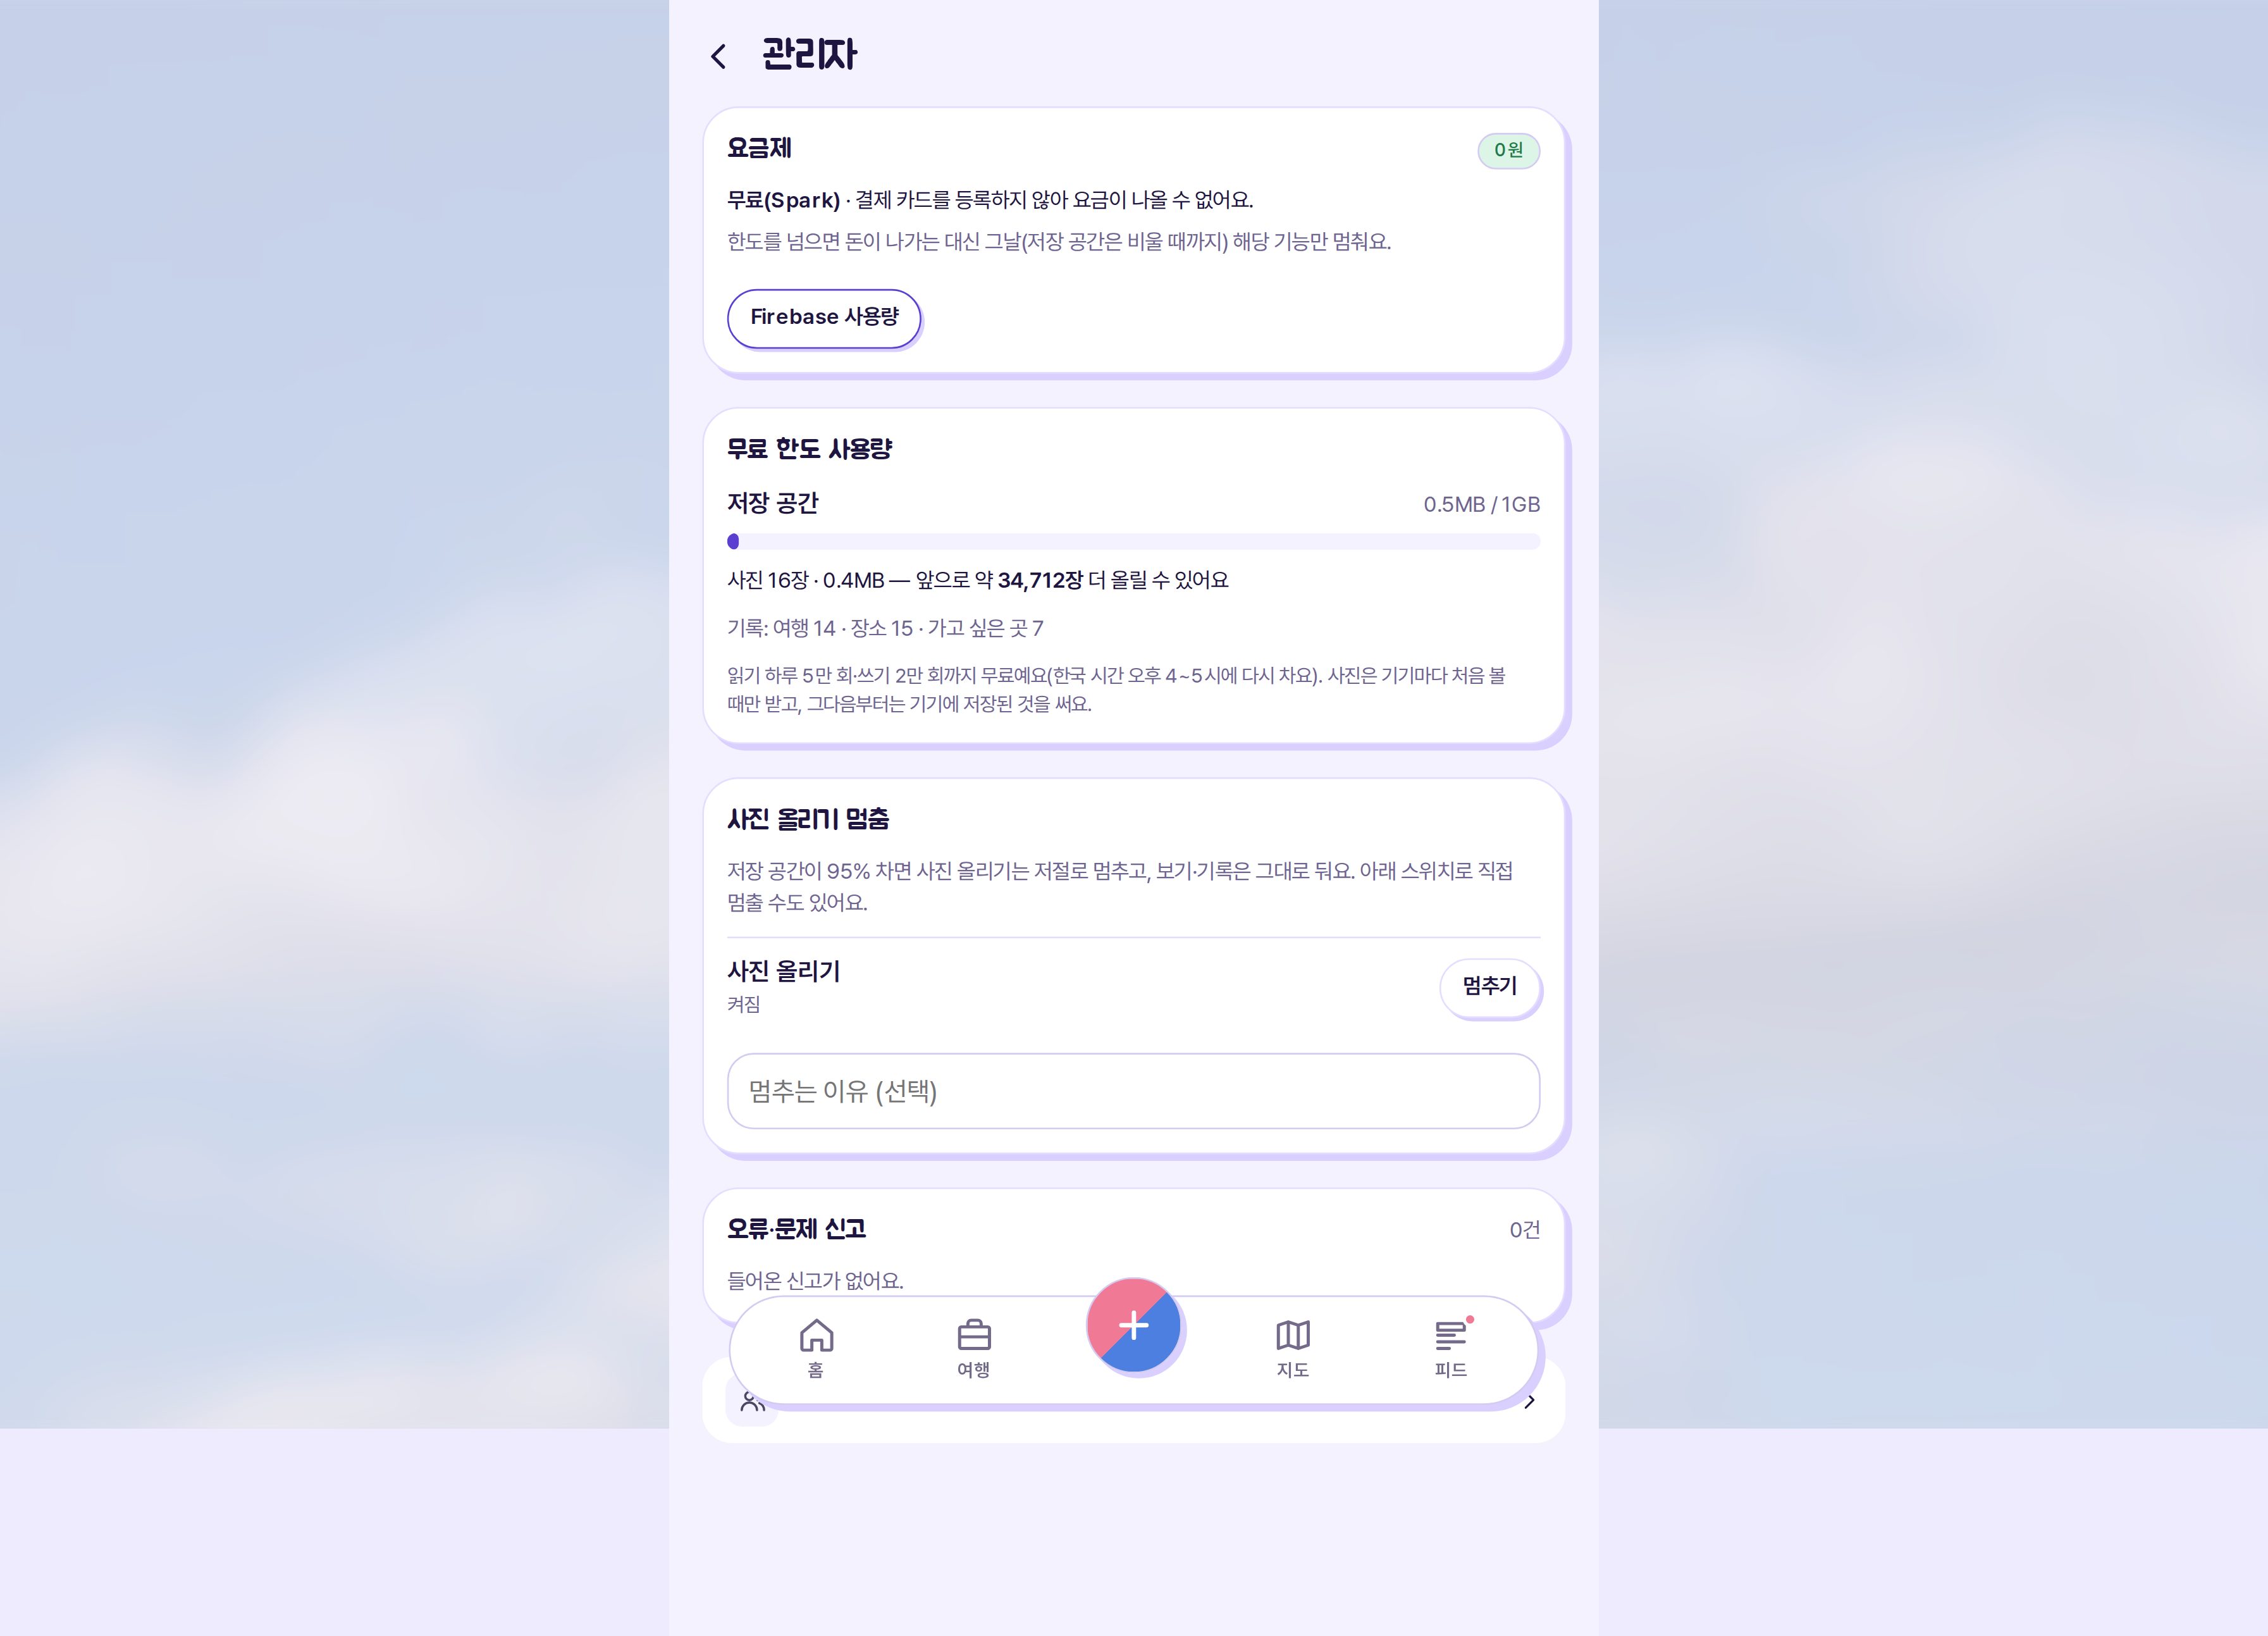 관리자
요금제
0원
무료(Spark) · 결제 카드를 등록하지 않아 요금이 나올 수 없어요.
한도를 넘으면 돈이 나가는 대신 그날(저장 공간은 비울 때까지) 해당 기능만 멈춰요.
Firebase 사용량
무료 한도 사용량
저장 공간
0.5MB / 1GB
사진 16장 · 0.4MB — 앞으로 약 34,712장 더 올릴 수 있어요
기록: 여행 14 · 장소 15 · 가고 싶은 곳 7
읽기 하루 5만 회·쓰기 2만 회까지 무료예요(한국 시간 오후 4~5시에 다시 차요). 사진은 기기마다 처음 볼
때만 받고, 그다음부터는 기기에 저장된 것을 써요.
사진 올리기 멈춤
저장 공간이 95% 차면 사진 올리기는 저절로 멈추고, 보기·기록은 그대로 둬요. 아래 스위치로 직접
멈출 수도 있어요.
사진 올리기
켜짐
멈추기
멈추는 이유 (선택)
오류·문제 신고
0건
들어온 신고가 없어요.
홈
여행
지도
피드